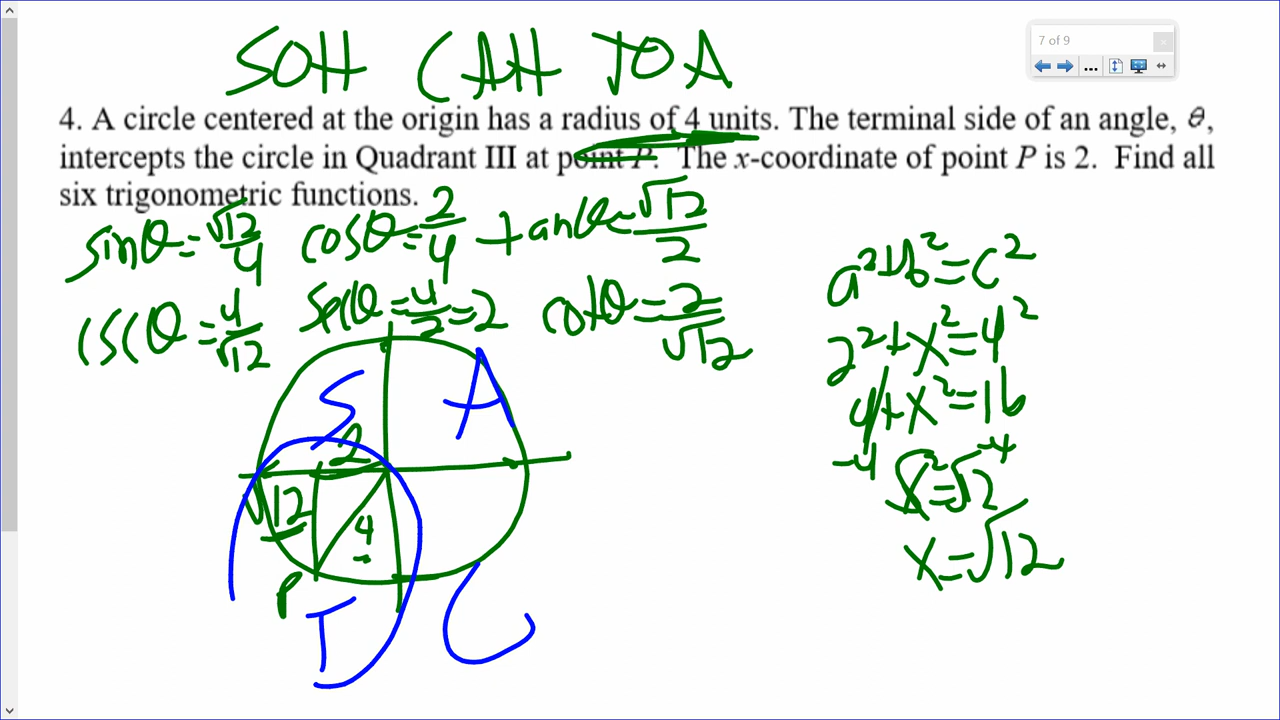 7 of 9
SOH CAH TOA
4. A circle centered at the origin has a radius of 4 units. The terminal side of an angle, θ,
intercepts the circle in Quadrant III at point P. The x-coordinate of point P is 2. Find all
six trigonometric functions.
sinθ=√12/4 cosθ=2/4 tanθ=√12/2
cscθ=4/√12 secθ=4/2=2 cotθ=2/√12
a²+b²=c²
2²+x²=4²
4+x²=16
-4 -4
√x²=√12
x=√12
S A
2
√12 4
P
T C